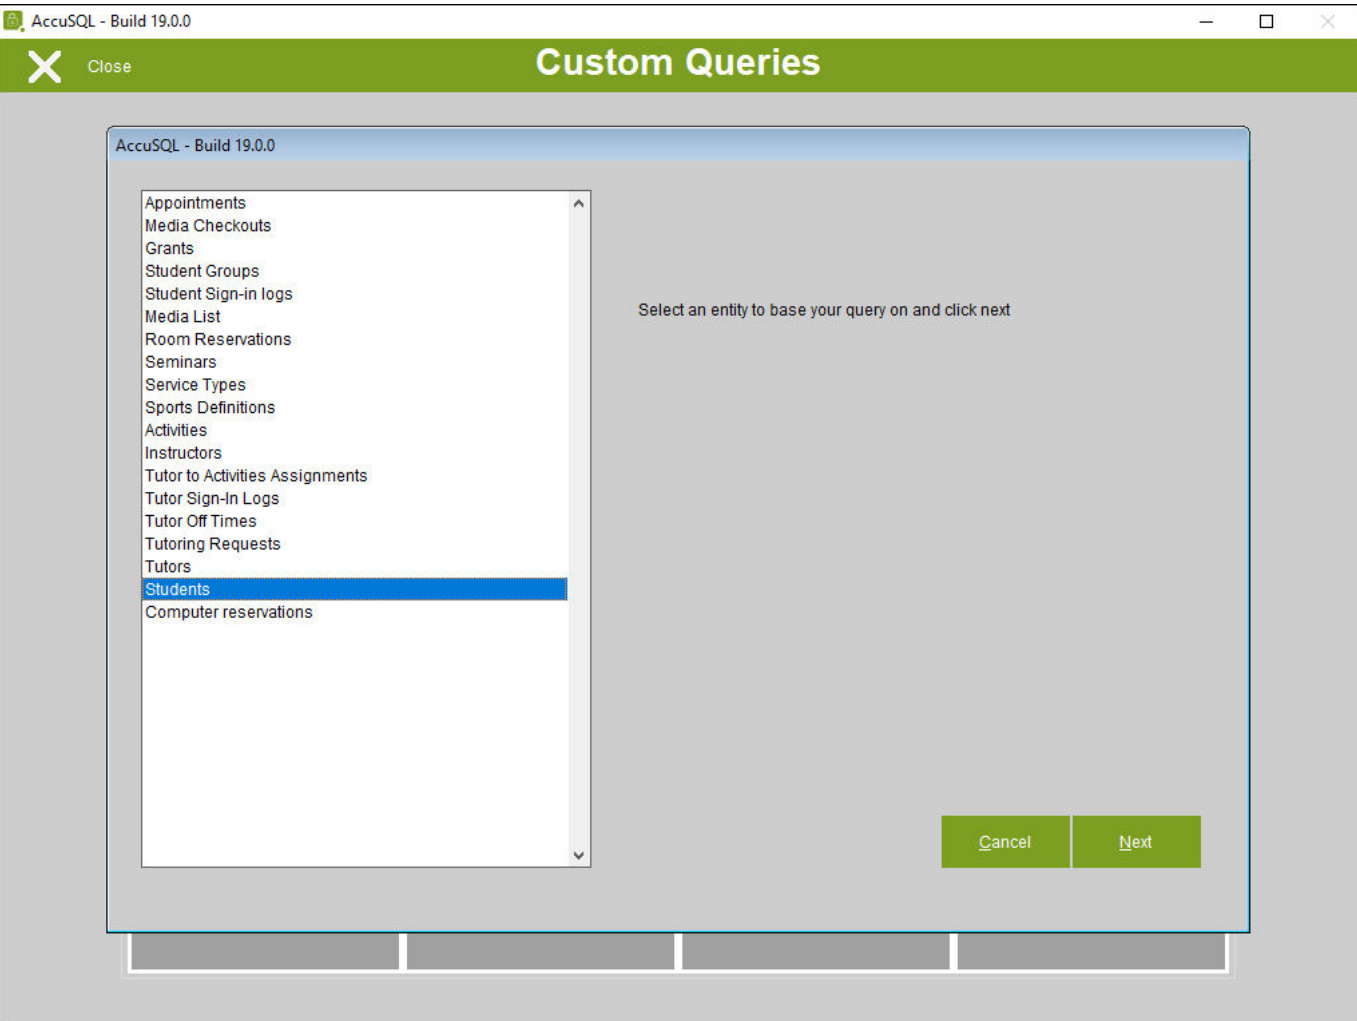 AccuSQL - Build 19.0.0
Close
Custom Queries
AccuSQL - Build 19.0.0
Appointments
Media Checkouts
Grants
Student Groups
Student Sign-in logs
Media List
Room Reservations
Seminars
Service Types
Sports Definitions
Activities
Instructors
Tutor to Activities Assignments
Tutor Sign-In Logs
Tutor Off Times
Tutoring Requests
Tutors
Students
Computer reservations
Select an entity to base your query on and click next
Cancel
Next